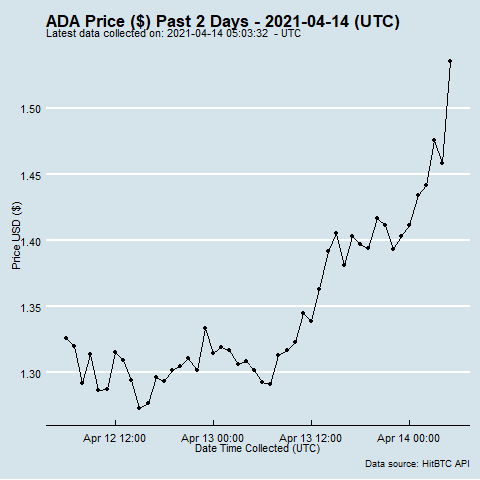 ADA Price ($) Past 2 Days - 2021-04-14 (UTC)
Latest data collected on: 2021-04-14 05:03:32  - UTC
1.50
1.45
1.40
1.35
1.30
Price USD ($)
Apr 12 12:00
Apr 13 00:00
Apr 13 12:00
Apr 14 00:00
Date Time Collected (UTC)
Data source: HitBTC API